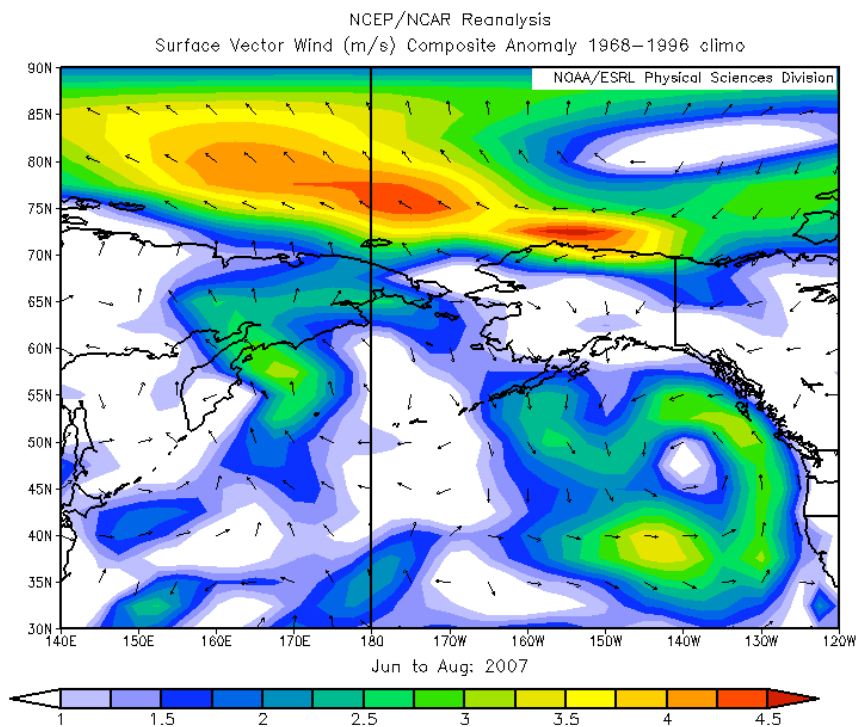 NCEP/NCAR Reanalysis
Surface Vector Wind (m/s) Composite Anomaly 1968-1996 climo
NOAA/ESRL Physical Sciences Division
90N
85N
80N
75N
70N
65N
60N
55N
50N
45N
40N
35N
30N
140E 150E 160E 170E 180 170W 160W 150W 140W 130W 120W
Jun to Aug: 2007
1 1.5 2 2.5 3 3.5 4 4.5